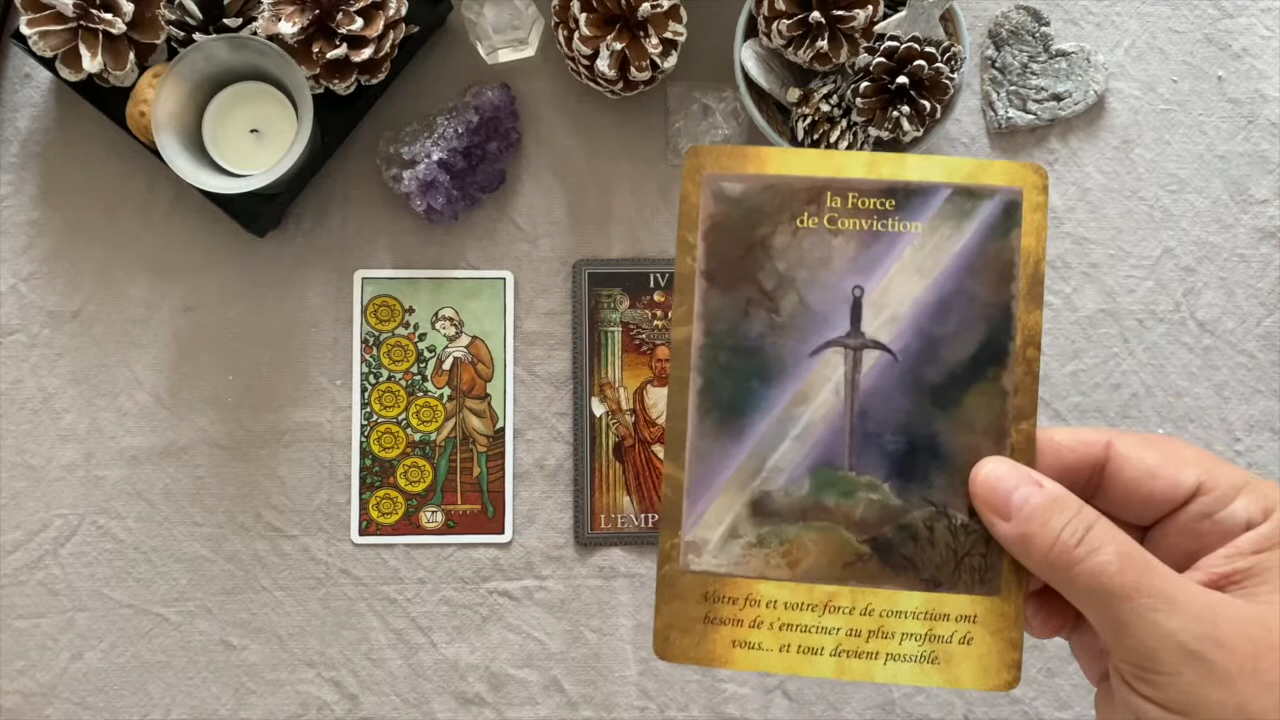 la Force
de Conviction
Votre foi et votre force de conviction ont
besoin de s'enraciner au plus profond de
vous... et tout devient possible.
IV
L'EMP
VII